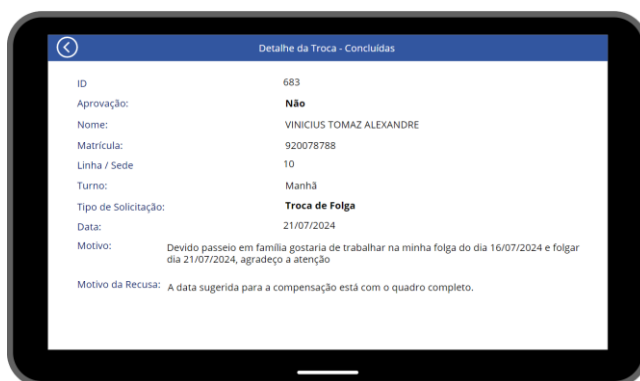 Detalhe da Troca - Concluídas
ID 683
Aprovação: Não
Nome: VINICIUS TOMAZ ALEXANDRE
Matrícula: 920078788
Linha / Sede 10
Turno: Manhã
Tipo de Solicitação: Troca de Folga
Data: 21/07/2024
Motivo: Devido passeio em família gostaria de trabalhar na minha folga do dia 16/07/2024 e folgar
dia 21/07/2024, agradeço a atenção
Motivo da Recusa: A data sugerida para a compensação está com o quadro completo.